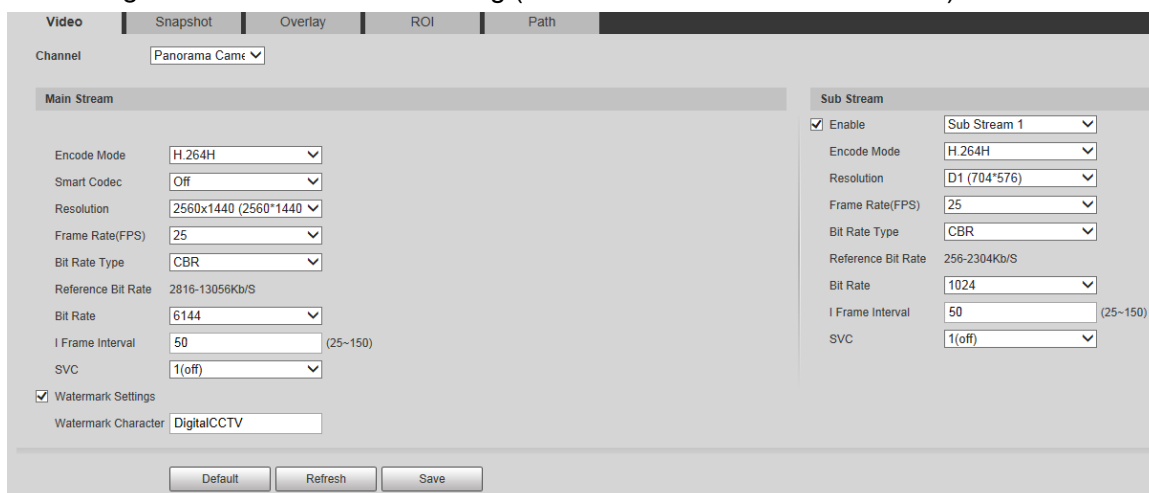 Video Snapshot Overlay ROI Path
Channel Panorama Came
Main Stream
Encode Mode H.264H
Smart Codec Off
Resolution 2560x1440 (2560*1440
Frame Rate(FPS) 25
Bit Rate Type CBR
Reference Bit Rate 2816-13056Kb/S
Bit Rate 6144
I Frame Interval 50 (25~150)
SVC 1(off)
Watermark Settings
Watermark Character DigitalCCTV
Sub Stream
Enable Sub Stream 1
Encode Mode H.264H
Resolution D1 (704*576)
Frame Rate(FPS) 25
Bit Rate Type CBR
Reference Bit Rate 256-2304Kb/S
Bit Rate 1024
I Frame Interval 50 (25~150)
SVC 1(off)
Default Refresh Save